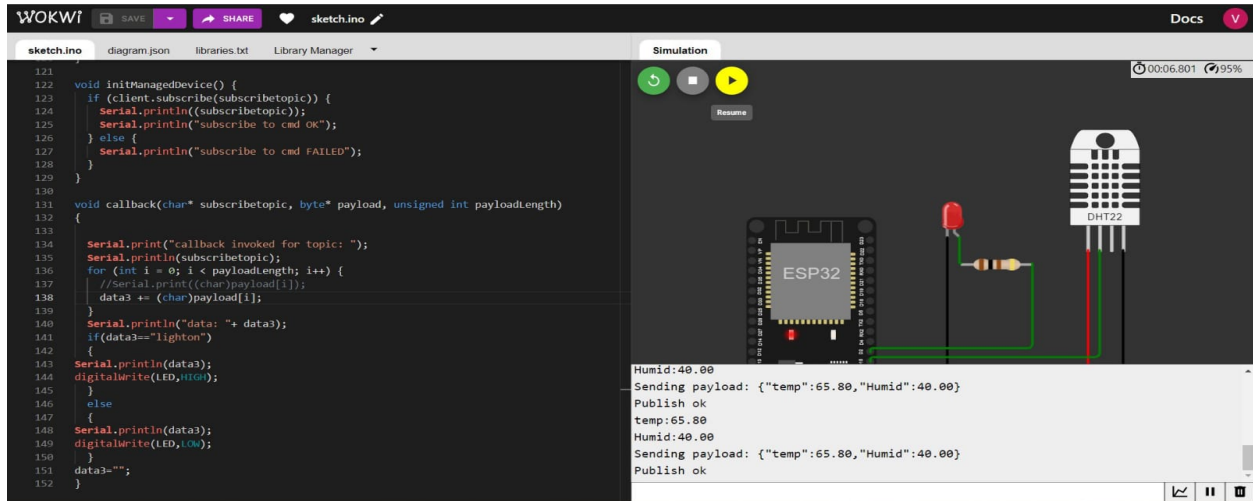 WOKWi SAVE SHARE sketch.ino Docs V
sketch.ino diagram.json libraries.txt Library Manager
Simulation
121
122 void initManagedDevice() {
123 if (client.subscribe(subscribetopic)) {
124 Serial.println((subscribetopic));
125 Serial.println("subscribe to cmd OK");
126 } else {
127 Serial.println("subscribe to cmd FAILED");
128 }
129 }
130
131 void callback(char* subscribetopic, byte* payload, unsigned int payloadLength)
132 {
133
134 Serial.print("callback invoked for topic: ");
135 Serial.println(subscribetopic);
136 for (int i = 0; i < payloadLength; i++) {
137 //Serial.print((char)payload[i]);
138 data3 += (char)payload[i];
139 }
140 Serial.println("data: "+ data3);
141 if(data3=="lighton")
142 {
143 Serial.println(data3);
144 digitalWrite(LED,HIGH);
145 }
146 else
147 {
148 Serial.println(data3);
149 digitalWrite(LED,LOW);
150 }
151 data3="";
152 }
00:06.801 95%
Resume
DHT22
ESP32
Humid:40.00
Sending payload: {"temp":65.80,"Humid":40.00}
Publish ok
temp:65.80
Humid:40.00
Sending payload: {"temp":65.80,"Humid":40.00}
Publish ok